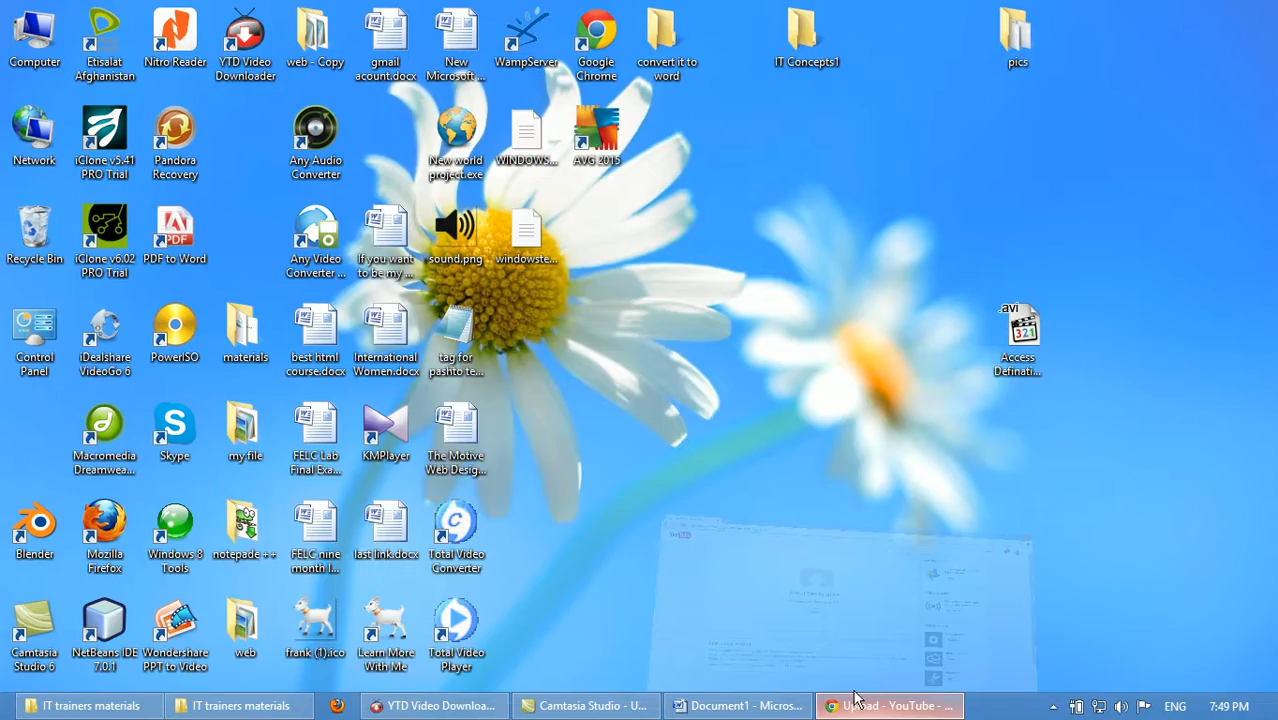 Computer
Etisalat
Afghanistan
Nitro Reader
YTD Video
Downloader
web - Copy
gmail
acount.docx
New
Microsoft ...
WampServer
Google
Chrome
convert it to
word
IT Concepts1
pics
Network
iClone v5.41
PRO Trial
Pandora
Recovery
Any Audio
Converter
New world
project.exe
WINDOWS...
AVG 2015
Recycle Bin
iClone v6.02
PRO Trial
PDF
PDF to Word
Any Video
Converter ...
If you want
to be my ...
sound.png
windowste...
Control
Panel
iDealshare
VideoGo 6
PowerISO
materials
best html
course.docx
International
Women.docx
tag for
pashto te...
.avi
321
Access
Definati...
Macromedia
Dreamwea...
Skype
my file
FELC Lab
Final Exa...
KMPlayer
The Motive
Web Desig...
Blender
Mozilla
Firefox
Windows 8
Tools
notepade ++
FELC nine
month l...
last link.docx
Total Video
Converter
Camtasia
Studio 6
NetBeans IDE
7.0.1
Wondershare
PPT to Video
web
frank (1).ico
Learn More
With Me
Total Video
Player
IT trainers materials
IT trainers materials
YTD Video Downloa...
Camtasia Studio - U...
Document1 - Micros...
Upload - YouTube - ...
ENG
7:49 PM